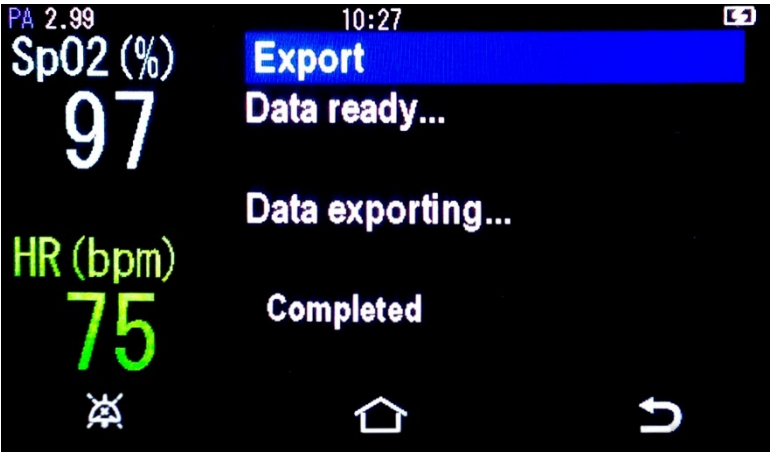 PA 2.99 10:27
SpO2 (%)
97
HR (bpm)
75
Export
Data ready...
Data exporting...
Completed